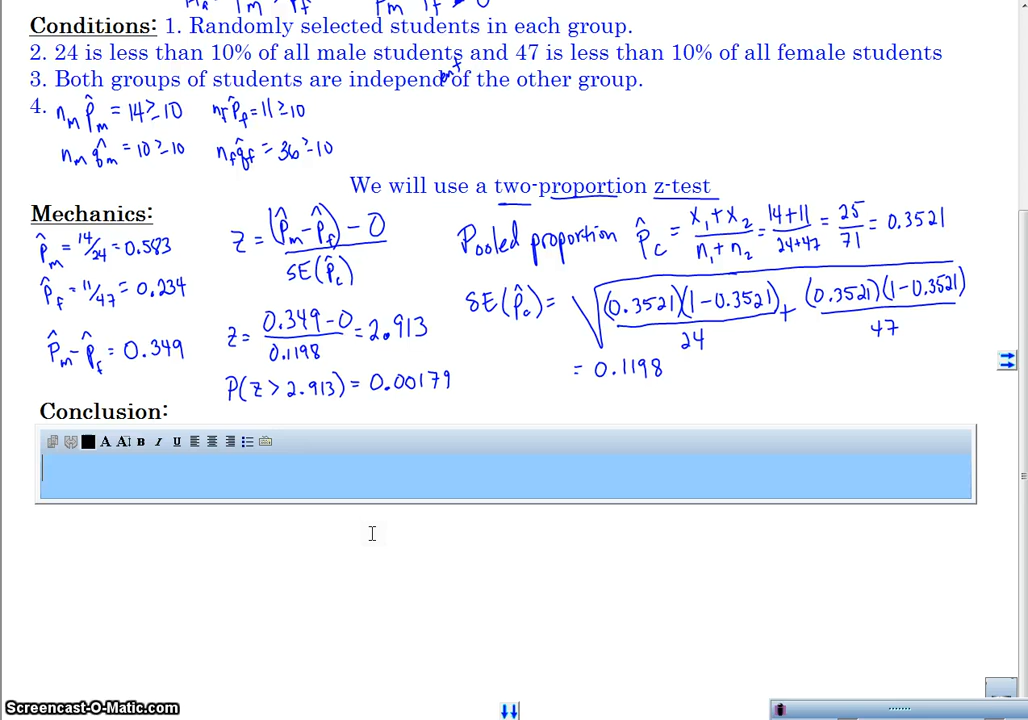 Conditions: 1. Randomly selected students in each group.
2. 24 is less than 10% of all male students and 47 is less than 10% of all female students
3. Both groups of students are independent of the other group.
4. n_m p̂_m = 14 ≥ 10 n_f p̂_f = 11 ≥ 10
n_m q̂_m = 10 ≥ 10 n_f q̂_f = 36 ≥ 10
We will use a two-proportion z-test
Mechanics:
p̂_m = 14/24 = 0.583
p̂_f = 11/47 = 0.234
p̂_m - p̂_f = 0.349
z = (p̂_m - p̂_f) - 0 / SE(p̂_c)
z = 0.349 - 0 / 0.1198 = 2.913
P(z > 2.913) = 0.00179
Pooled proportion p̂_c = x_1 + x_2 / n_1 + n_2 = 14+11 / 24+47 = 25/71 = 0.3521
SE(p̂_c) = √((0.3521)(1-0.3521) / 24 + (0.3521)(1-0.3521) / 47)
= 0.1198
Conclusion:
A A B I U
Screencast-O-Matic.com